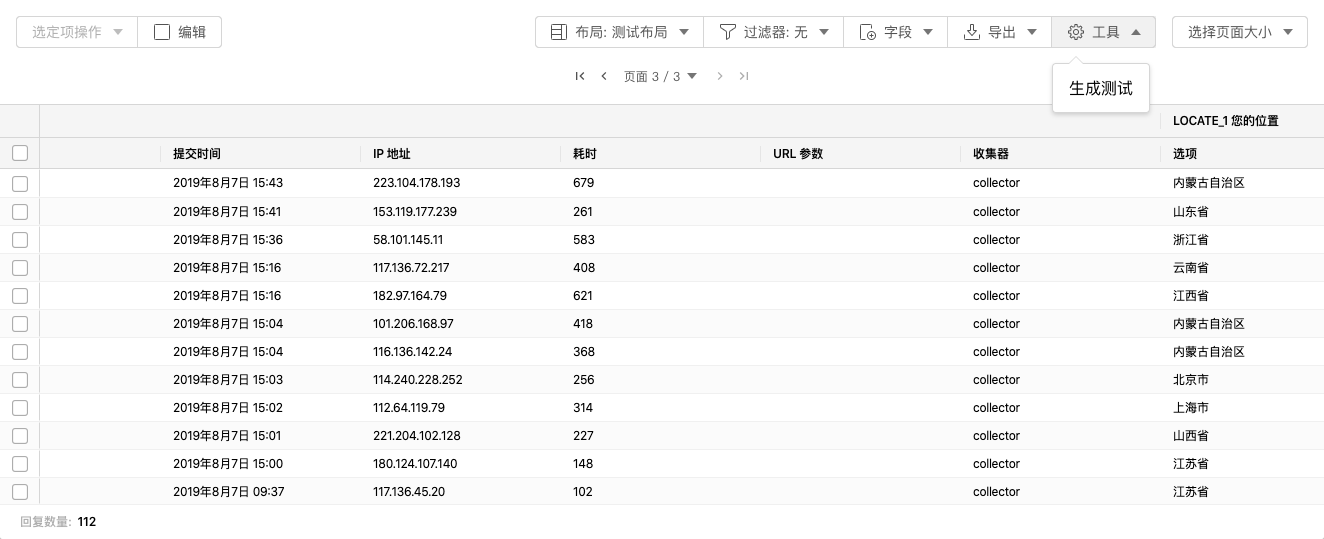 选定项操作 编辑 布局: 测试布局 过滤器: 无 字段 导出 工具 选择页面大小
页面 3 / 3
生成测试
LOCATE_1 您的位置
提交时间 IP 地址 耗时 URL 参数 收集器 选项
2019年8月7日 15:43 223.104.178.193 679 collector 内蒙古自治区
2019年8月7日 15:41 153.119.177.239 261 collector 山东省
2019年8月7日 15:36 58.101.145.11 583 collector 浙江省
2019年8月7日 15:16 117.136.72.217 408 collector 云南省
2019年8月7日 15:16 182.97.164.79 621 collector 江西省
2019年8月7日 15:04 101.206.168.97 418 collector 内蒙古自治区
2019年8月7日 15:04 116.136.142.24 368 collector 内蒙古自治区
2019年8月7日 15:03 114.240.228.252 256 collector 北京市
2019年8月7日 15:02 112.64.119.79 314 collector 上海市
2019年8月7日 15:01 221.204.102.128 227 collector 山西省
2019年8月7日 15:00 180.124.107.140 148 collector 江苏省
2019年8月7日 09:37 117.136.45.20 102 collector 江苏省
回复数量: 112